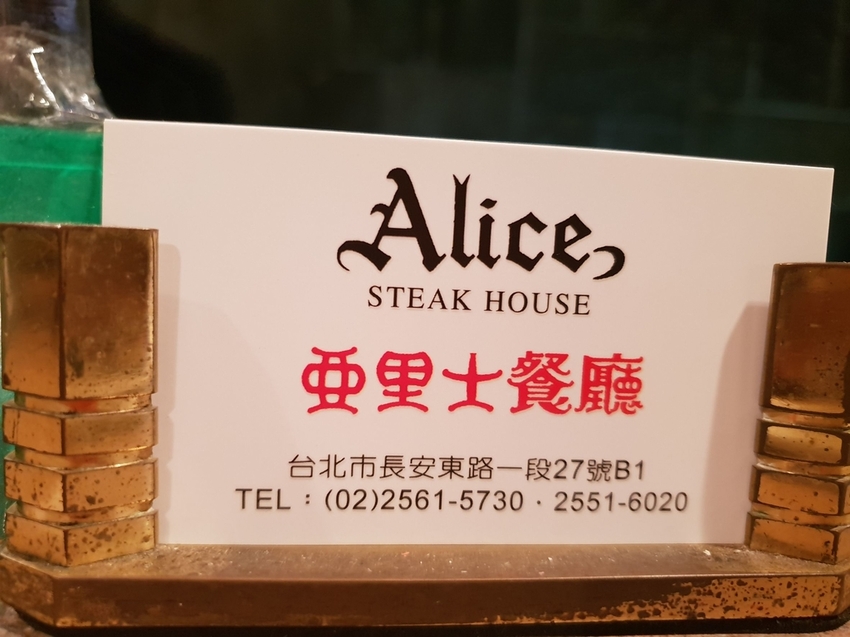 Alice
STEAK HOUSE
亜里士餐廳
台北市長安東路一段27號B1
TEL：(02)2561-5730 · 2551-6020